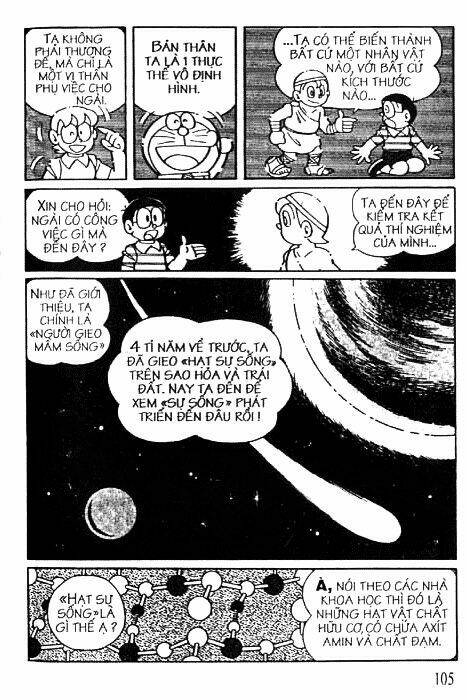 TA KHÔNG
PHẢI THƯỢNG
ĐẾ, MÀ CHỈ LÀ
MỘT VỊ THẦN
PHỤ VIỆC CHO
NGÀI.
BẢN THÂN
TA LÀ 1 THỰC
THỂ VÔ ĐỊNH
HÌNH.
...TA CÓ THỂ BIẾN THÀNH
BẤT CỨ MỘT NHÂN VẬT
NÀO, VỚI BẤT CỨ
KÍCH THƯỚC
NÀO...
XIN CHO HỎI:
NGÀI CÓ CÔNG
VIỆC GÌ MÀ
ĐẾN ĐÂY?
TA ĐẾN ĐÂY ĐỂ
KIỂM TRA KẾT
QUẢ THÍ NGHIỆM
CỦA MÌNH...
NHƯ ĐÃ GIỚI
THIỆU, TA
CHÍNH LÀ
«NGƯỜI GIEO
MẦM SỐNG»
4 TỈ NĂM VỀ TRƯỚC, TA
ĐÃ GIEO «HẠT SỰ SỐNG»
TRÊN SAO HỎA VÀ TRÁI
ĐẤT. NAY TA ĐẾN ĐỂ
XEM «SỰ SỐNG» PHÁT
TRIỂN ĐẾN ĐÂU RỒI!
«HẠT SỰ
SỐNG» LÀ
GÌ THẾ Ạ?
À, NÓI THEO CÁC NHÀ
KHOA HỌC THÌ ĐÓ LÀ
NHỮNG HẠT VẬT CHẤT
HỮU CƠ, CÓ CHỨA AXÍT
AMIN VÀ CHẤT ĐẠM.
105